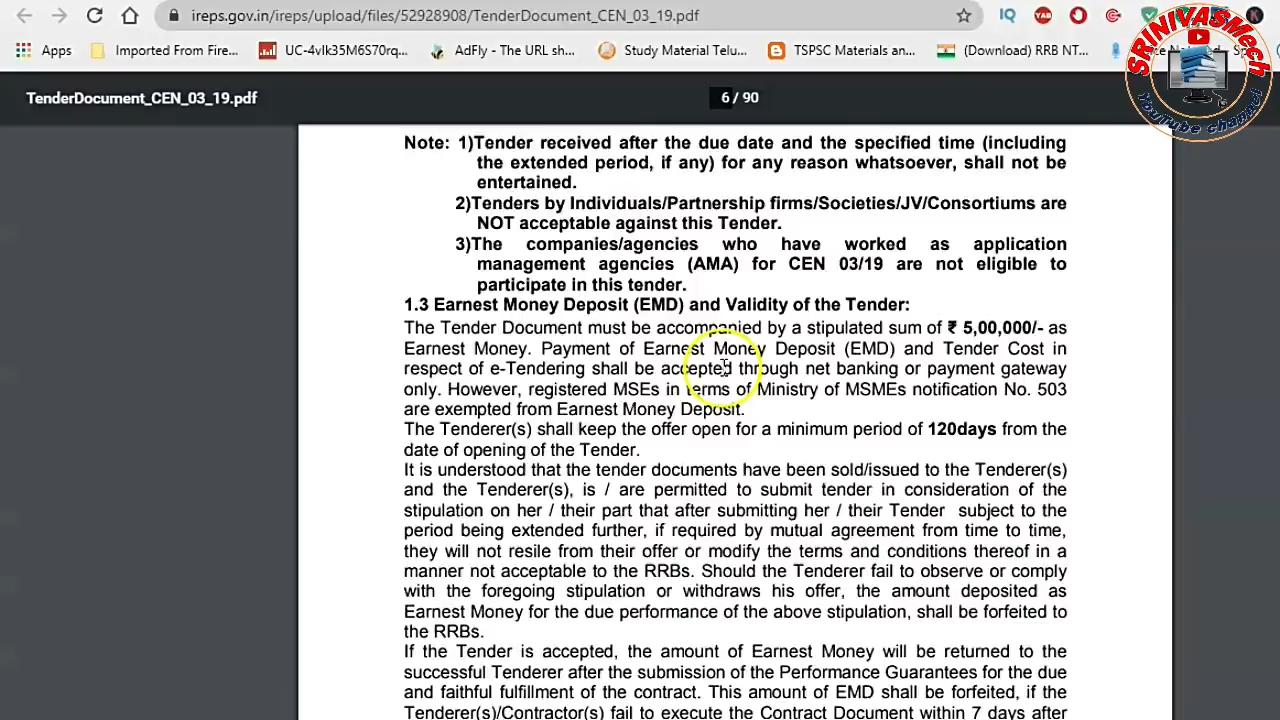 ireps.gov.in/ireps/upload/files/52928908/TenderDocument_CEN_03_19.pdf
IQ YAB K
Apps Imported From Fire... UC-4vIk35M6S70rq... AdFly - The URL sh... Study Material Telu... TSPSC Materials an... (Download) RRB NT...
SRINIVASMech
YouTube channel
TenderDocument_CEN_03_19.pdf 6 / 90
Note: 1)Tender received after the due date and the specified time (including
the extended period, if any) for any reason whatsoever, shall not be
entertained.
2)Tenders by Individuals/Partnership firms/Societies/JV/Consortiums are
NOT acceptable against this Tender.
3)The companies/agencies who have worked as application
management agencies (AMA) for CEN 03/19 are not eligible to
participate in this tender.
1.3 Earnest Money Deposit (EMD) and Validity of the Tender:
The Tender Document must be accompanied by a stipulated sum of ₹ 5,00,000/- as
Earnest Money. Payment of Earnest Money Deposit (EMD) and Tender Cost in
respect of e-Tendering shall be accepted through net banking or payment gateway
only. However, registered MSEs in terms of Ministry of MSMEs notification No. 503
are exempted from Earnest Money Deposit.
The Tenderer(s) shall keep the offer open for a minimum period of 120days from the
date of opening of the Tender.
It is understood that the tender documents have been sold/issued to the Tenderer(s)
and the Tenderer(s), is / are permitted to submit tender in consideration of the
stipulation on her / their part that after submitting her / their Tender subject to the
period being extended further, if required by mutual agreement from time to time,
they will not resile from their offer or modify the terms and conditions thereof in a
manner not acceptable to the RRBs. Should the Tenderer fail to observe or comply
with the foregoing stipulation or withdraws his offer, the amount deposited as
Earnest Money for the due performance of the above stipulation, shall be forfeited to
the RRBs.
If the Tender is accepted, the amount of Earnest Money will be returned to the
successful Tenderer after the submission of the Performance Guarantees for the due
and faithful fulfillment of the contract. This amount of EMD shall be forfeited, if the
Tenderer(s)/Contractor(s) fail to execute the Contract Document within 7 days after